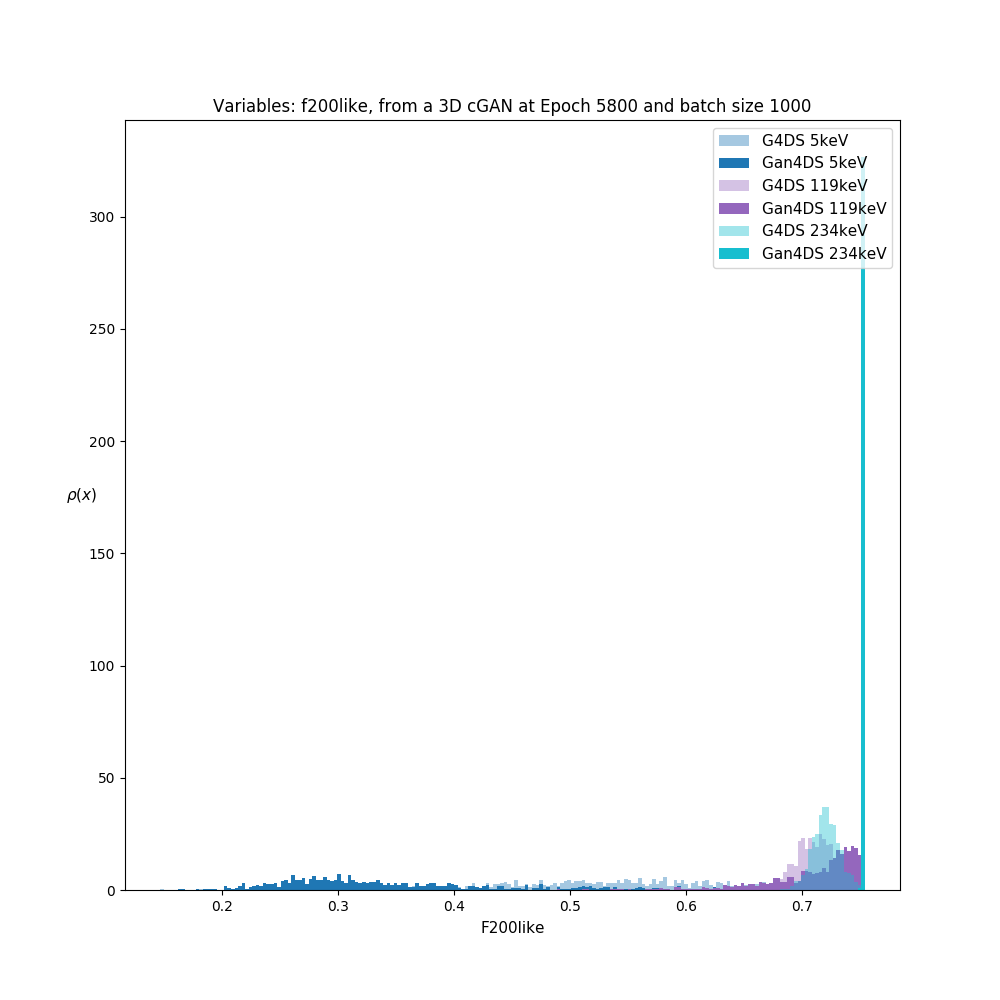 Variables: f200like, from a 3D cGAN at Epoch 5800 and batch size 1000
G4DS 5keV
Gan4DS 5keV
G4DS 119keV
Gan4DS 119keV
G4DS 234keV
Gan4DS 234keV
300
250
200
150
100
50
0
ρ(x)
0.2 0.3 0.4 0.5 0.6 0.7
F200like